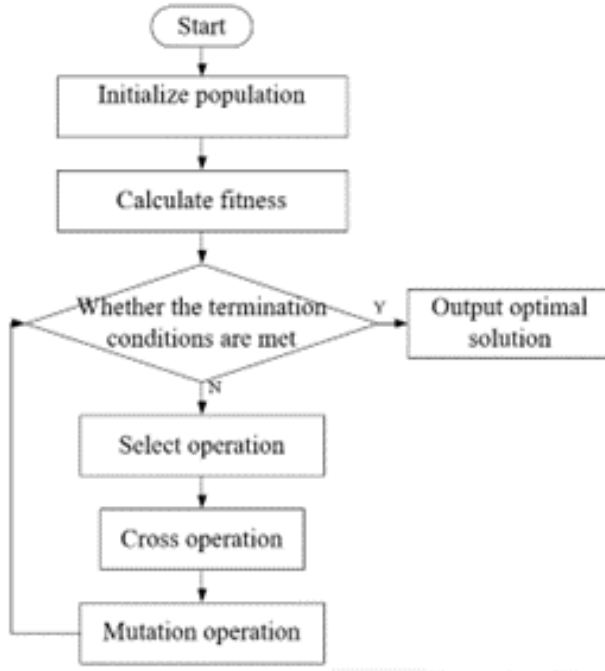 Start
Initialize population
Calculate fitness
Whether the termination
conditions are met
Y
Output optimal
solution
N
Select operation
Cross operation
Mutation operation